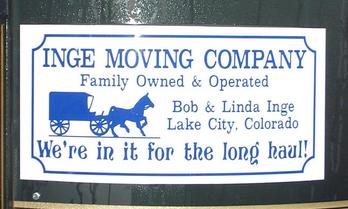 INGE MOVING COMPANY
Family Owned & Operated
Bob & Linda Inge
Lake City, Colorado
We're in it for the long haul!